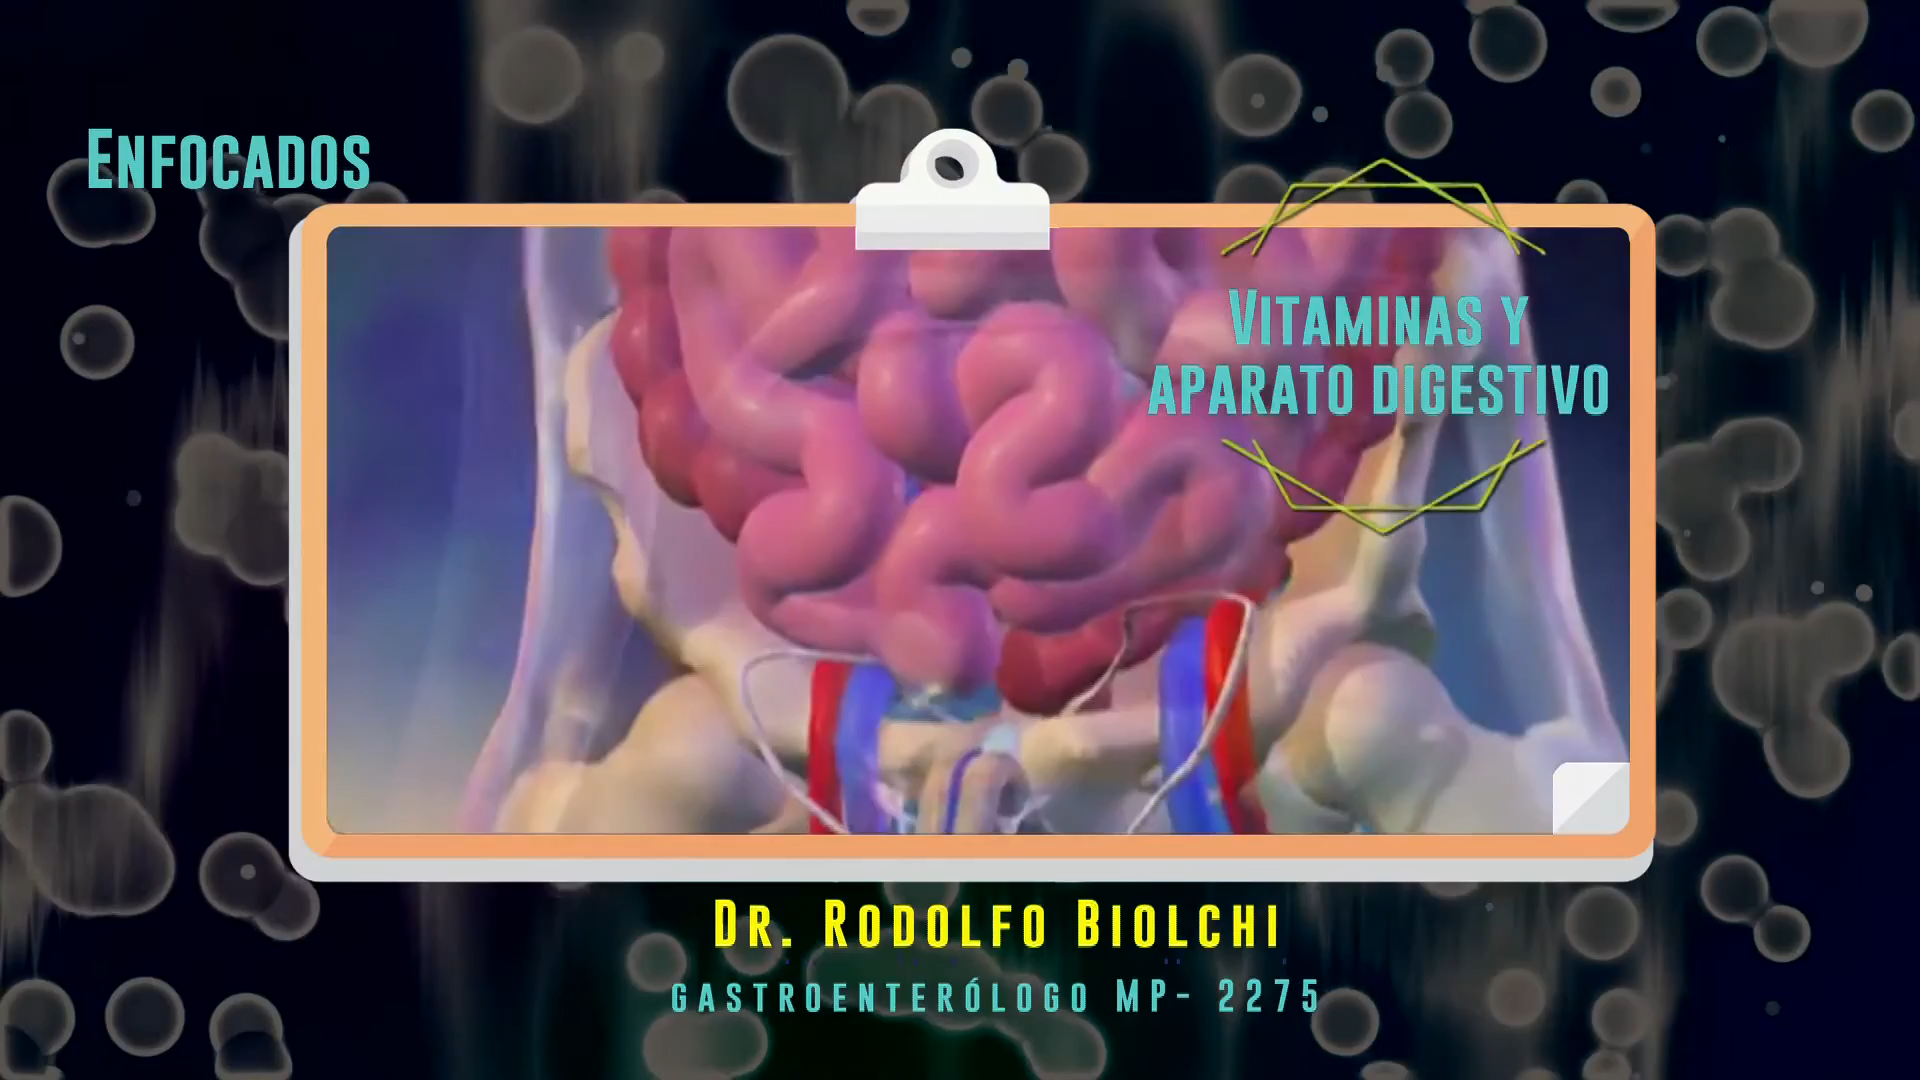 Enfocados
Vitaminas y
aparato digestivo
Dr. Rodolfo Biolchi
gastroenterólogo MP- 2275